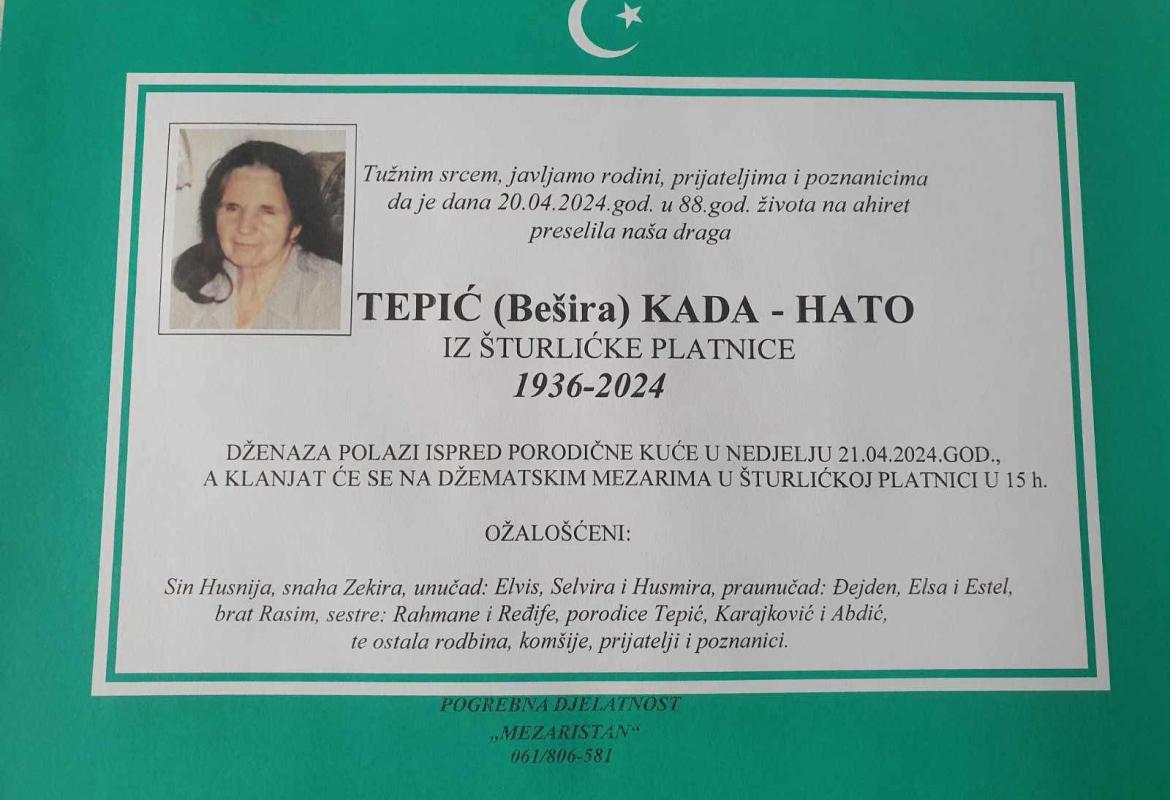 Tužnim srcem, javljamo rodini, prijateljima i poznanicima
da je dana 20.04.2024.god. u 88.god. života na ahiret
preselila naša draga
TEPIĆ (Bešira) KADA - HATO
IZ ŠTURLIĆKE PLATNICE
1936-2024
DŽENAZA POLAZI ISPRED PORODIČNE KUĆE U NEDJELJU 21.04.2024.GOD.,
A KLANJAT ĆE SE NA DŽEMATSKIM MEZARIMA U ŠTURLIĆKOJ PLATNICI U 15 h.
OŽALOŠĆENI:
Sin Husnija, snaha Zekira, unučad: Elvis, Selvira i Husmira, praunučad: Đejden, Elsa i Estel,
brat Rasim, sestre: Rahmane i Ređife, porodice Tepić, Karajković i Abdić,
te ostala rodbina, komšije, prijatelji i poznanici.
POGREBNA DJELATNOST
„MEZARISTAN“
061/806-581